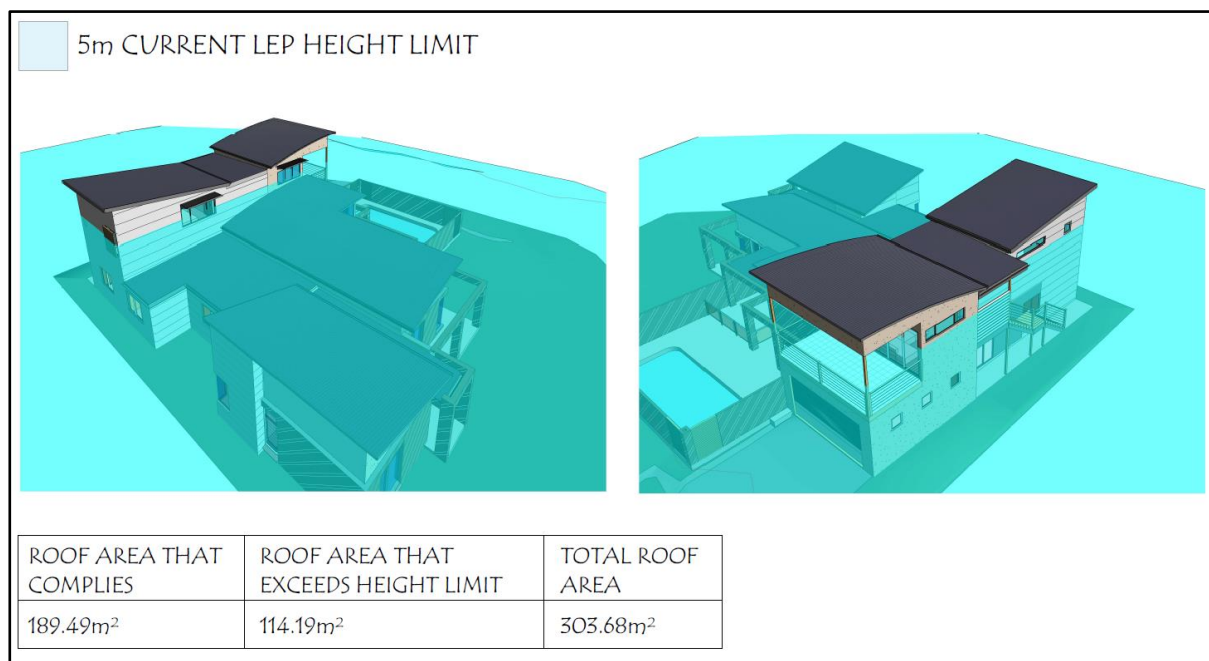 5m CURRENT LEP HEIGHT LIMIT
ROOF AREA THAT COMPLIES
ROOF AREA THAT EXCEEDS HEIGHT LIMIT
TOTAL ROOF AREA
189.49m²
114.19m²
303.68m²